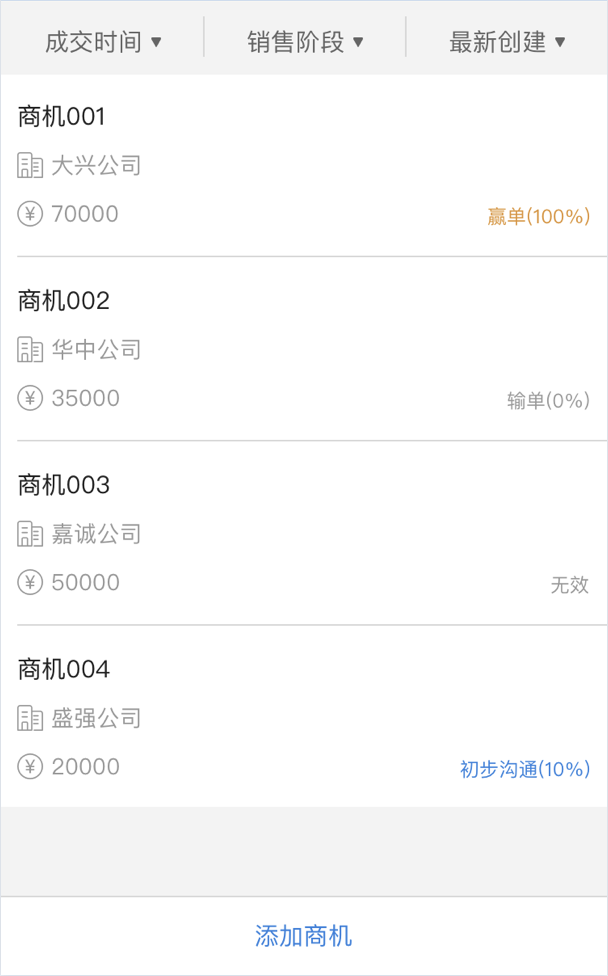 成交时间▼ 销售阶段▼ 最新创建▼
商机001
大兴公司
¥ 70000 赢单(100%)
商机002
华中公司
¥ 35000 输单(0%)
商机003
嘉诚公司
¥ 50000 无效
商机004
盛强公司
¥ 20000 初步沟通(10%)
添加商机